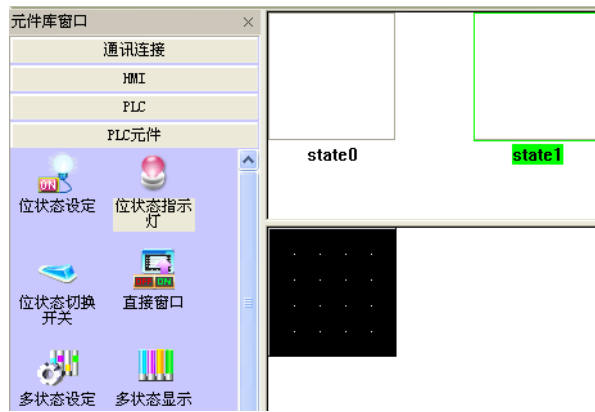 元件库窗口
通讯连接
HMI
PLC
PLC元件
ON
位状态设定
位状态指示
灯
位状态切换
开关
ON
直接窗口
多状态设定
多状态显示
state0
state1